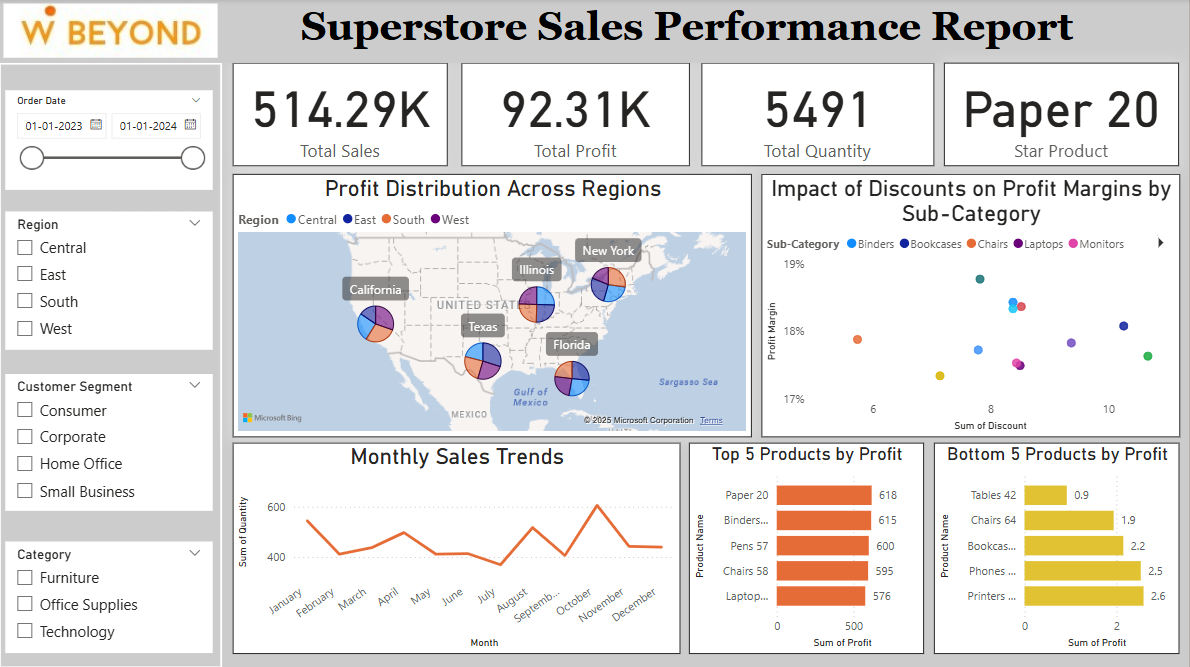 W BEYOND
Superstore Sales Performance Report
Order Date
01-01-2023 01-01-2024
Region
Central
East
South
West
Customer Segment
Consumer
Corporate
Home Office
Small Business
Category
Furniture
Office Supplies
Technology
514.29K
Total Sales
92.31K
Total Profit
5491
Total Quantity
Paper 20
Star Product
Profit Distribution Across Regions
Region Central East South West
New York
Illinois
California
UNITED STATES
Texas
Florida
Gulf of
Mexico
Sargasso Sea
MEXICO
Microsoft Bing
© 2025 Microsoft Corporation Terms
Impact of Discounts on Profit Margins by
Sub-Category
Sub-Category Binders Bookcases Chairs Laptops Monitors
19%
18%
17%
Profit Margin
6 8 10
Sum of Discount
Monthly Sales Trends
600
400
Sum of Quantity
January February March April May June July August Septemb... October November December
Month
Top 5 Products by Profit
Product Name
Paper 20 618
Binders... 615
Pens 57 600
Chairs 58 595
Laptop... 576
0 500
Sum of Profit
Bottom 5 Products by Profit
Product Name
Tables 42 0.9
Chairs 64 1.9
Bookcas... 2.2
Phones ... 2.5
Printers ... 2.6
0 2
Sum of Profit